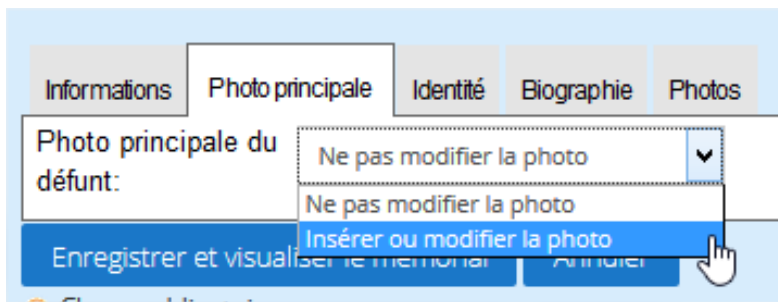 Informations Photo principale Identité Biographie Photos
Photo principale du
défunt:
Ne pas modifier la photo
Ne pas modifier la photo
Insérer ou modifier la photo
Enregistrer et visualiser le mémorial Annuler